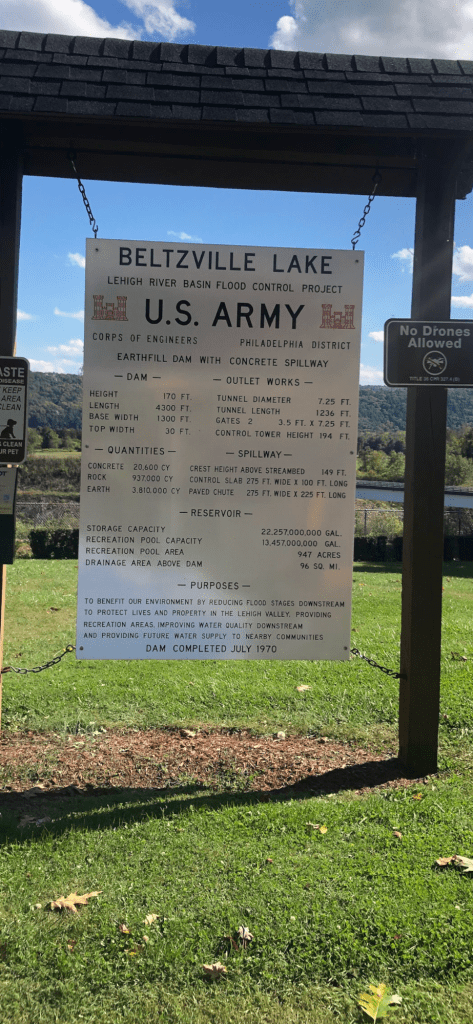 BELTZVILLE LAKE
LEHIGH RIVER BASIN FLOOD CONTROL PROJECT
U.S. ARMY
CORPS OF ENGINEERS PHILADELPHIA DISTRICT
EARTHFILL DAM WITH CONCRETE SPILLWAY
— DAM — — OUTLET WORKS —
HEIGHT 170 FT. TUNNEL DIAMETER 7.25 FT.
LENGTH 4300 FT. TUNNEL LENGTH 1236 FT.
BASE WIDTH 1300 FT. GATES 2 3.5 FT. X 7.25 FT.
TOP WIDTH 30 FT. CONTROL TOWER HEIGHT 194 FT.
— QUANTITIES — — SPILLWAY —
CONCRETE 20,600 CY CREST HEIGHT ABOVE STREAMBED 149 FT.
ROCK 937,000 CY CONTROL SLAB 275 FT. WIDE X 100 FT. LONG
EARTH 3,810,000 CY PAVED CHUTE 275 FT. WIDE X 225 FT. LONG
— RESERVOIR —
STORAGE CAPACITY 22,257,000,000 GAL.
RECREATION POOL CAPACITY 13,457,000,000 GAL.
RECREATION POOL AREA 947 ACRES
DRAINAGE AREA ABOVE DAM 96 SQ. MI.
— PURPOSES —
TO BENEFIT OUR ENVIRONMENT BY REDUCING FLOOD STAGES DOWNSTREAM
TO PROTECT LIVES AND PROPERTY IN THE LEHIGH VALLEY, PROVIDING
RECREATION AREAS, IMPROVING WATER QUALITY DOWNSTREAM
AND PROVIDING FUTURE WATER SUPPLY TO NEARBY COMMUNITIES
DAM COMPLETED JULY 1970
No Drones
Allowed
ASTE
KEEP
AREA
CLEAN